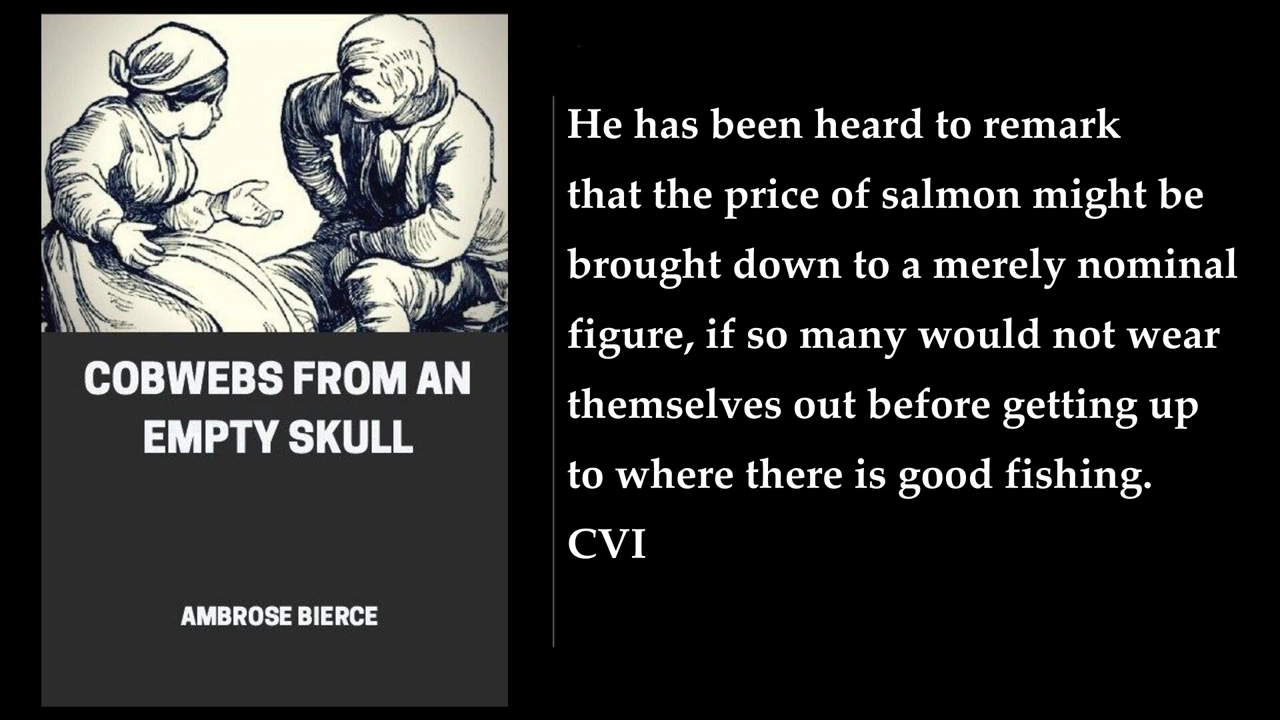 COBWEBS FROM AN
EMPTY SKULL
AMBROSE BIERCE
He has been heard to remark
that the price of salmon might be
brought down to a merely nominal
figure, if so many would not wear
themselves out before getting up
to where there is good fishing.
CVI